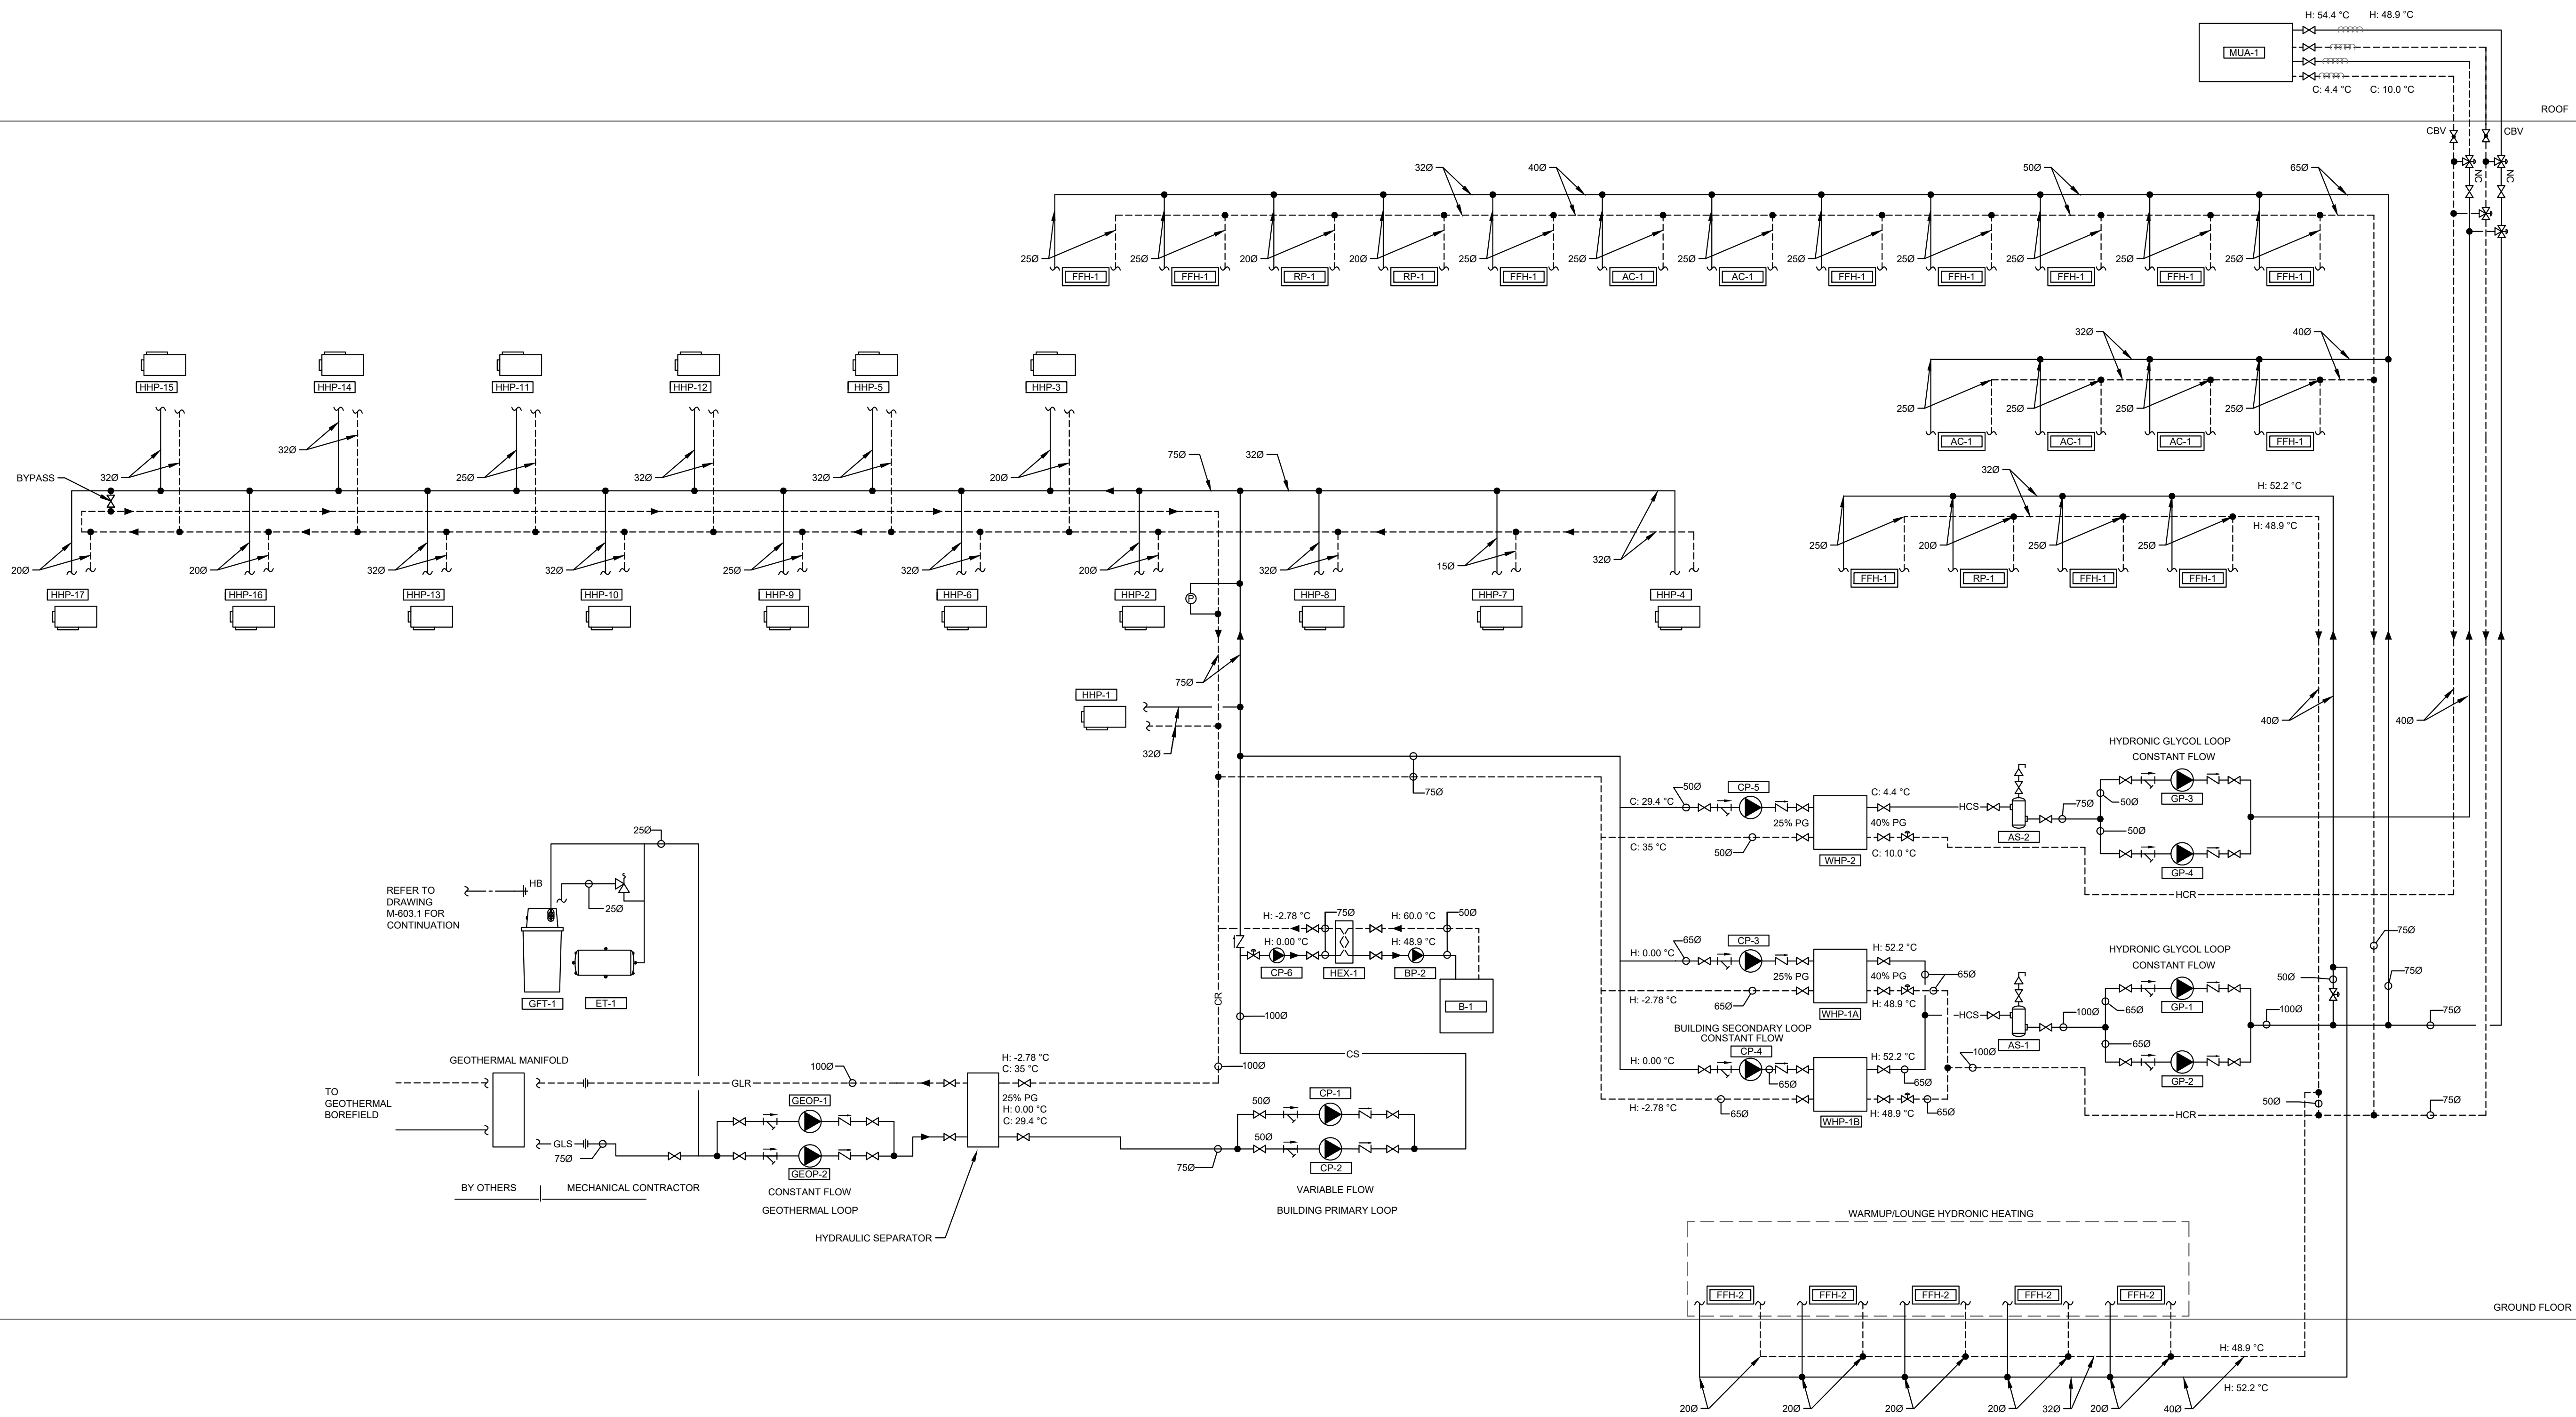 H: 54.4 °C H: 48.9 °C
MUA-1
C: 4.4 °C C: 10.0 °C
ROOF
CBV CBV
NC NC
32Ø 40Ø 50Ø 65Ø
25Ø 25Ø 20Ø 20Ø 25Ø 25Ø 25Ø 25Ø 25Ø 25Ø 25Ø 25Ø
FFH-1 FFH-1 RP-1 RP-1 FFH-1 AC-1 AC-1 FFH-1 FFH-1 FFH-1 FFH-1 FFH-1
32Ø 40Ø
25Ø 25Ø 25Ø 25Ø
AC-1 AC-1 AC-1 FFH-1
HHP-15 HHP-14 HHP-11 HHP-12 HHP-5 HHP-3
32Ø 32Ø 25Ø 32Ø 32Ø 20Ø
BYPASS
75Ø 32Ø
32Ø
H: 52.2 °C
H: 48.9 °C
25Ø 20Ø 25Ø 25Ø
FFH-1 RP-1 FFH-1 FFH-1
20Ø 20Ø 32Ø 32Ø 25Ø 32Ø 20Ø 32Ø 15Ø 32Ø
HHP-17 HHP-16 HHP-13 HHP-10 HHP-9 HHP-6 HHP-2 HHP-8 HHP-7 HHP-4
P
75Ø
HHP-1
32Ø
40Ø 40Ø
75Ø
HYDRONIC GLYCOL LOOP
CONSTANT FLOW
C: 29.4 °C
50Ø
CP-5
25% PG
C: 35 °C
50Ø
WHP-2
C: 4.4 °C
40% PG
C: 10.0 °C
HCS
AS-2
75Ø
50Ø
50Ø
GP-3
GP-4
HCR
25Ø
REFER TO
DRAWING
M-603.1 FOR
CONTINUATION
HB
25Ø
GFT-1
ET-1
H: -2.78 °C
75Ø
H: 60.0 °C
50Ø
H: 0.00 °C
H: 48.9 °C
CP-6
HEX-1
BP-2
B-1
CR
100Ø
CS
H: 0.00 °C
65Ø
CP-3
25% PG
H: -2.78 °C
65Ø
WHP-1A
H: 52.2 °C
40% PG
H: 48.9 °C
65Ø
BUILDING SECONDARY LOOP
CONSTANT FLOW
CP-4
H: 0.00 °C
65Ø
H: -2.78 °C
65Ø
WHP-1B
H: 52.2 °C
65Ø
H: 48.9 °C
65Ø
HCS
100Ø
AS-1
100Ø
HYDRONIC GLYCOL LOOP
CONSTANT FLOW
GP-1
65Ø
65Ø
GP-2
100Ø
50Ø
75Ø
75Ø
75Ø
50Ø
75Ø
HCR
GEOTHERMAL MANIFOLD
TO
GEOTHERMAL
BOREFIELD
GLR
100Ø
GLS
75Ø
GEOP-1
GEOP-2
H: -2.78 °C
C: 35 °C
25% PG
H: 0.00 °C
C: 29.4 °C
100Ø
75Ø
50Ø
CP-1
50Ø
CP-2
BY OTHERS
MECHANICAL CONTRACTOR
CONSTANT FLOW
GEOTHERMAL LOOP
HYDRAULIC SEPARATOR
VARIABLE FLOW
BUILDING PRIMARY LOOP
WARMUP/LOUNGE HYDRONIC HEATING
FFH-2 FFH-2 FFH-2 FFH-2 FFH-2
GROUND FLOOR
H: 48.9 °C
H: 52.2 °C
20Ø 20Ø 20Ø 20Ø 32Ø 20Ø 40Ø